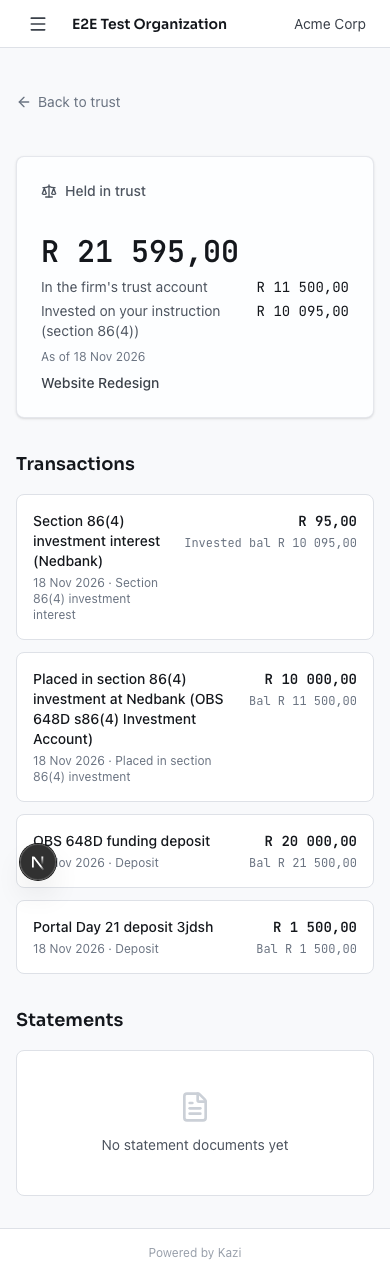 E2E Test Organization
Acme Corp
Back to trust
Held in trust
R 21 595,00
In the firm's trust account R 11 500,00
Invested on your instruction R 10 095,00
(section 86(4))
As of 18 Nov 2026
Website Redesign
Transactions
Section 86(4) R 95,00
investment interest Invested bal R 10 095,00
(Nedbank)
18 Nov 2026 · Section
86(4) investment
interest
Placed in section 86(4) R 10 000,00
investment at Nedbank (OBS Bal R 11 500,00
648D s86(4) Investment
Account)
18 Nov 2026 · Placed in section
86(4) investment
OBS 648D funding deposit R 20 000,00
Nov 2026 · Deposit Bal R 21 500,00
N
Portal Day 21 deposit 3jdsh R 1 500,00
18 Nov 2026 · Deposit Bal R 1 500,00
Statements
No statement documents yet
Powered by Kazi